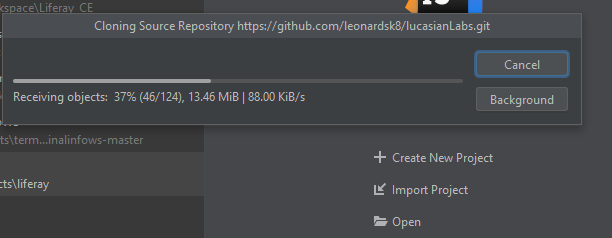 kspace\Liferay_CE
Cloning Source Repository https://github.com/leonardsk8/lucasianLabs.git
Cancel
Receiving objects: 37% (46/124), 13.46 MiB | 88.00 KiB/s
Background
ts\term...inalinfows-master
Create New Project
cts\liferay
Import Project
Open